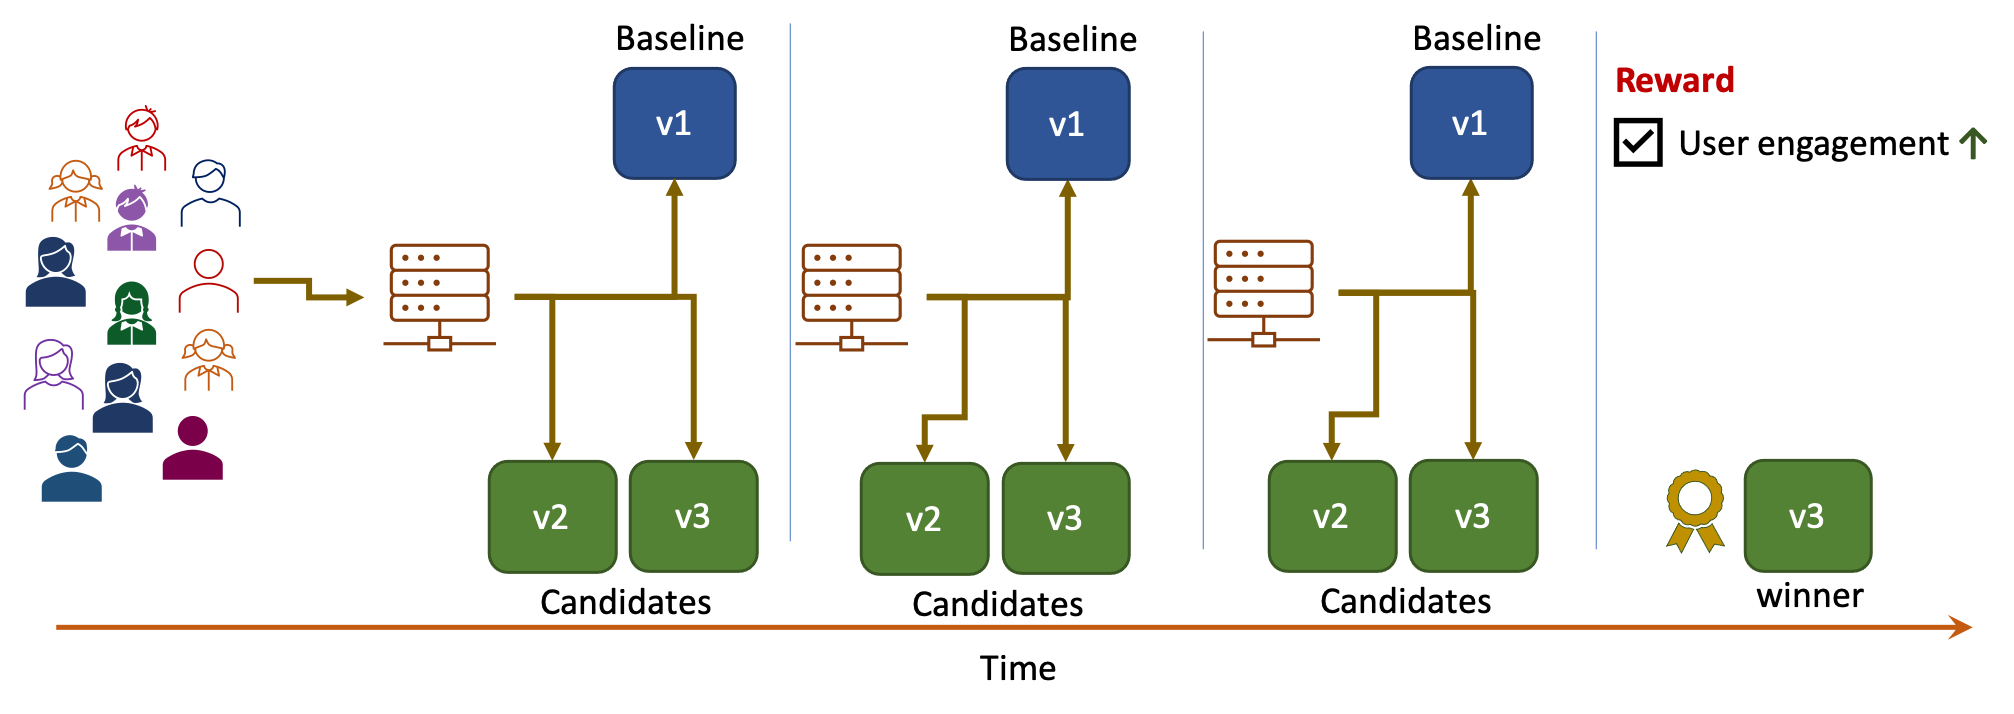 Baseline
v1
v2
v3
Candidates
Baseline
v1
v2
v3
Candidates
Baseline
v1
v2
v3
Candidates
Reward
User engagement
v3
winner
Time